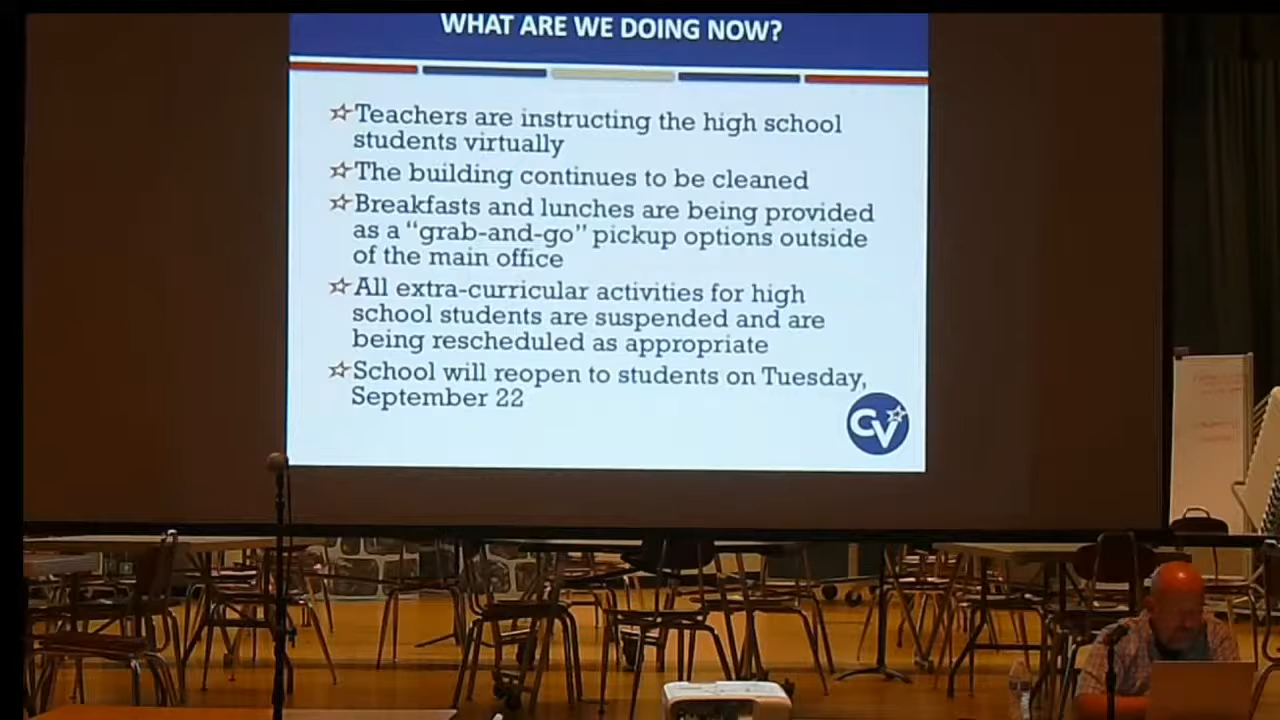 WHAT ARE WE DOING NOW?
Teachers are instructing the high school
students virtually
The building continues to be cleaned
Breakfasts and lunches are being provided
as a “grab-and-go” pickup options outside
of the main office
All extra-curricular activities for high
school students are suspended and are
being rescheduled as appropriate
School will reopen to students on Tuesday,
September 22
CV